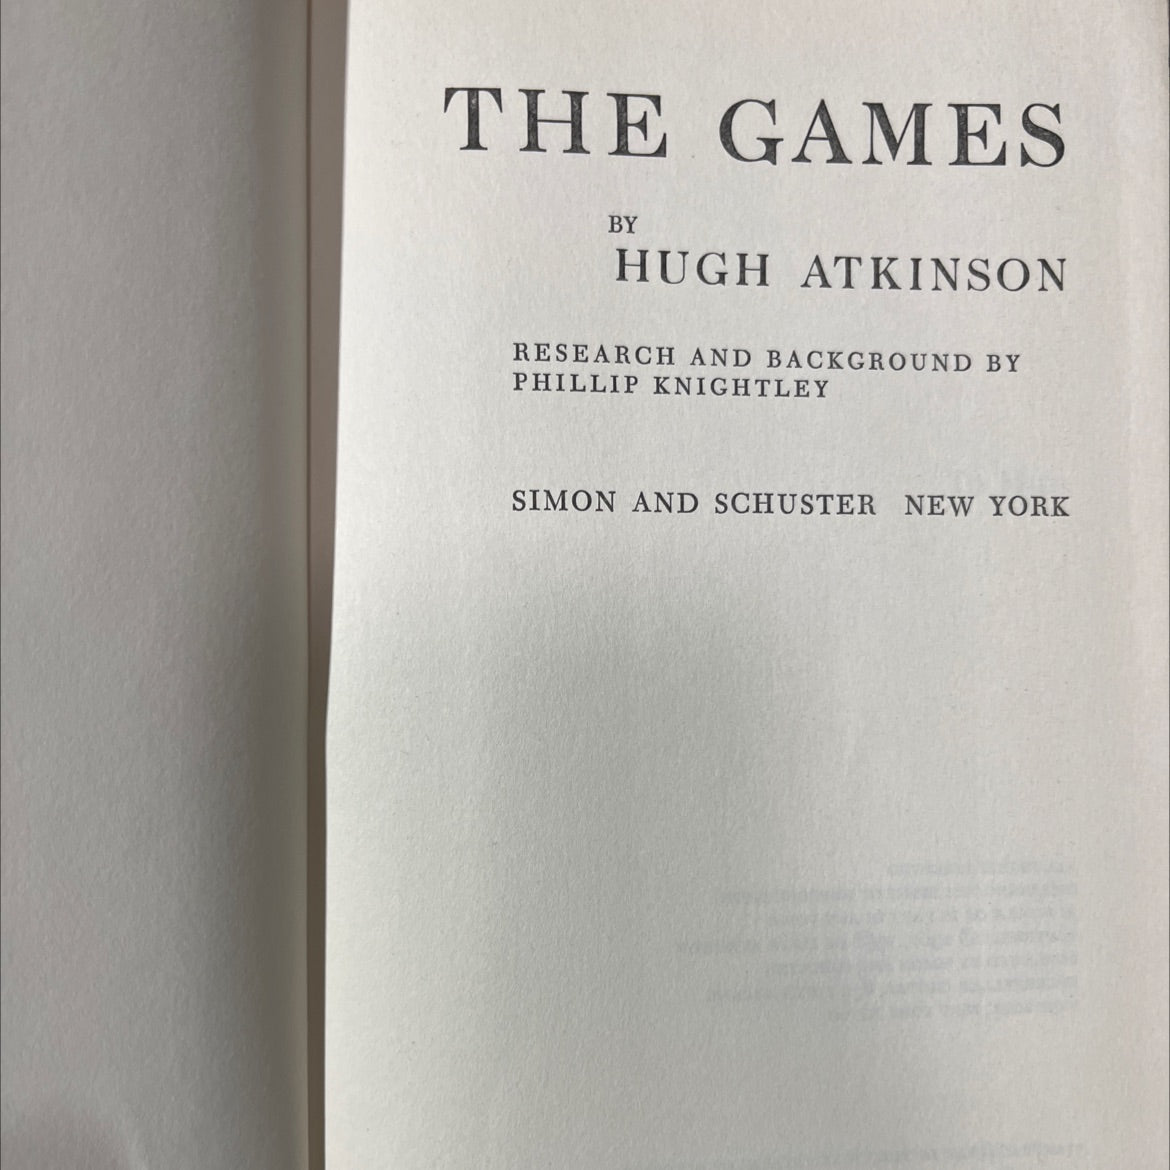 THE GAMES
BY
HUGH ATKINSON
RESEARCH AND BACKGROUND BY
PHILLIP KNIGHTLEY
SIMON AND SCHUSTER NEW YORK